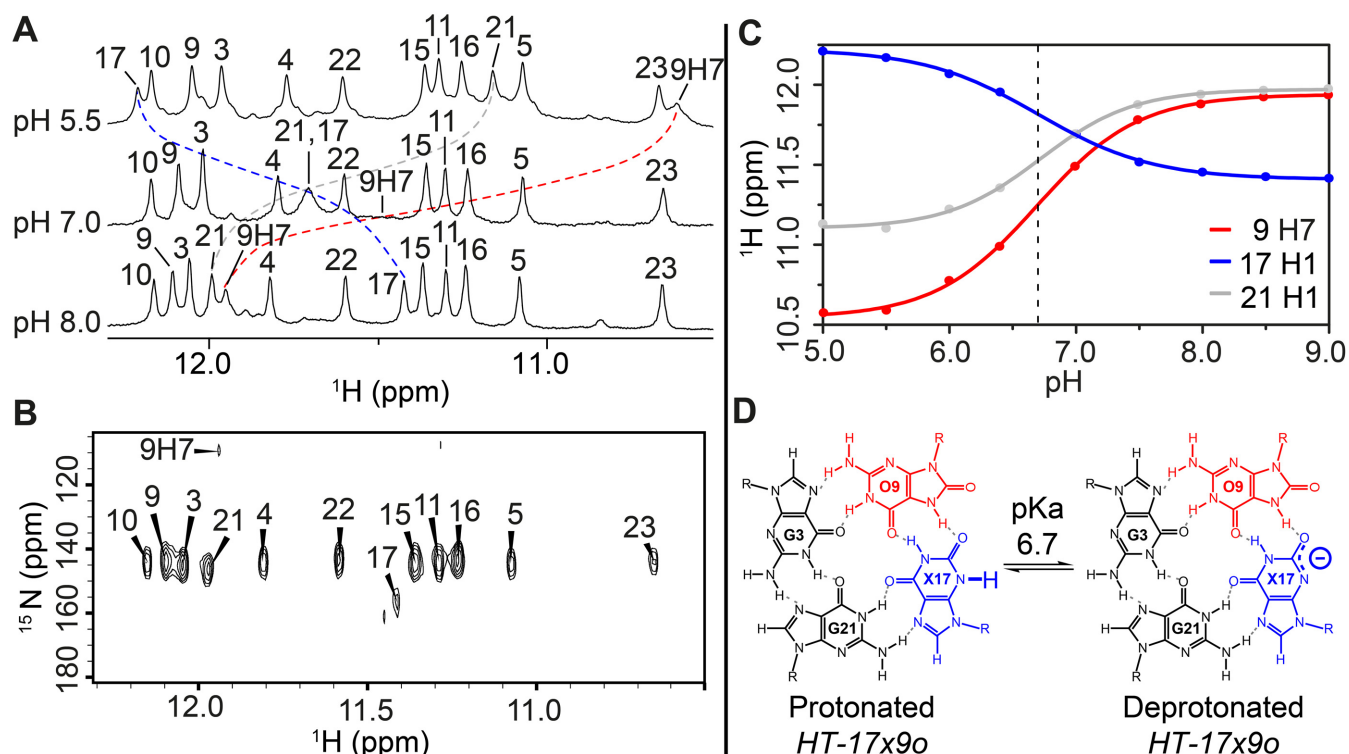 A
17 10 9 3 4 22 15 11 16 21 5 23 9H7
pH 5.5
10 9 3 4 21,17 22 9H7 15 11 16 5 23
pH 7.0
10 9 3 21 9H7 4 22 17 15 11 16 5 23
pH 8.0
12.0 11.0
¹H (ppm)
B
9H7
10 9 3 21 4 22 15 17 11 16 5 23
120
140
160
180
¹⁵N (ppm)
12.0 11.5 11.0
¹H (ppm)
C
12.0
11.5
11.0
10.5
¹H (ppm)
9 H7
17 H1
21 H1
5.0 6.0 7.0 8.0 9.0
pH
D
H H R
R N H N N
N N O9 O
G3 N H N
N O O H
N H H N O
N H O X17 N-H
H N O N H N
H G21 N H N R
N N N H
R H
Protonated
HT-17x9o
pKa
6.7
H H R
R N H N N
N N O9 O
G3 N H N
N O O H
N H H N O
N H O X17 N ⊖
H N O N H N
H G21 N H N R
N N N H
R H
Deprotonated
HT-17x9o